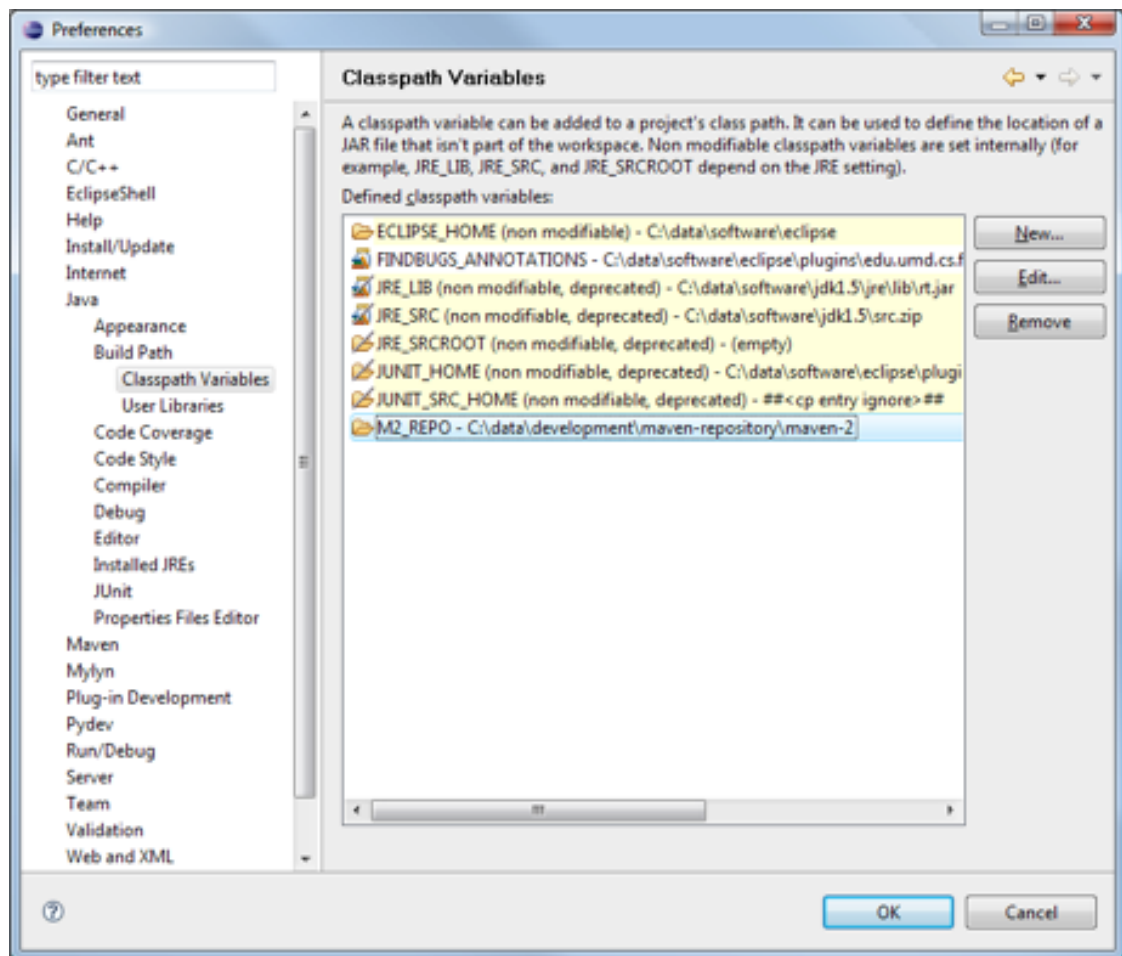 Preferences
type filter text
General
Ant
C/C++
EclipseShell
Help
Install/Update
Internet
Java
Appearance
Build Path
Classpath Variables
User Libraries
Code Coverage
Code Style
Compiler
Debug
Editor
Installed JREs
JUnit
Properties Files Editor
Maven
Mylyn
Plug-in Development
Pydev
Run/Debug
Server
Team
Validation
Web and XML
Classpath Variables
A classpath variable can be added to a project's class path. It can be used to define the location of a
JAR file that isn't part of the workspace. Non modifiable classpath variables are set internally (for
example, JRE_LIB, JRE_SRC, and JRE_SRCROOT depend on the JRE setting).
Defined classpath variables:
ECLIPSE_HOME (non modifiable) - C:\data\software\eclipse
FINDBUGS_ANNOTATIONS - C:\data\software\eclipse\plugins\edu.umd.cs.f
JRE_LIB (non modifiable, deprecated) - C:\data\software\jdk1.5\jre\lib\rt.jar
JRE_SRC (non modifiable, deprecated) - C:\data\software\jdk1.5\src.zip
JRE_SRCROOT (non modifiable, deprecated) - (empty)
JUNIT_HOME (non modifiable, deprecated) - C:\data\software\eclipse\plugi
JUNIT_SRC_HOME (non modifiable, deprecated) - ##<cp entry ignore>##
M2_REPO - C:\data\development\maven-repository\maven-2
New...
Edit...
Remove
OK
Cancel